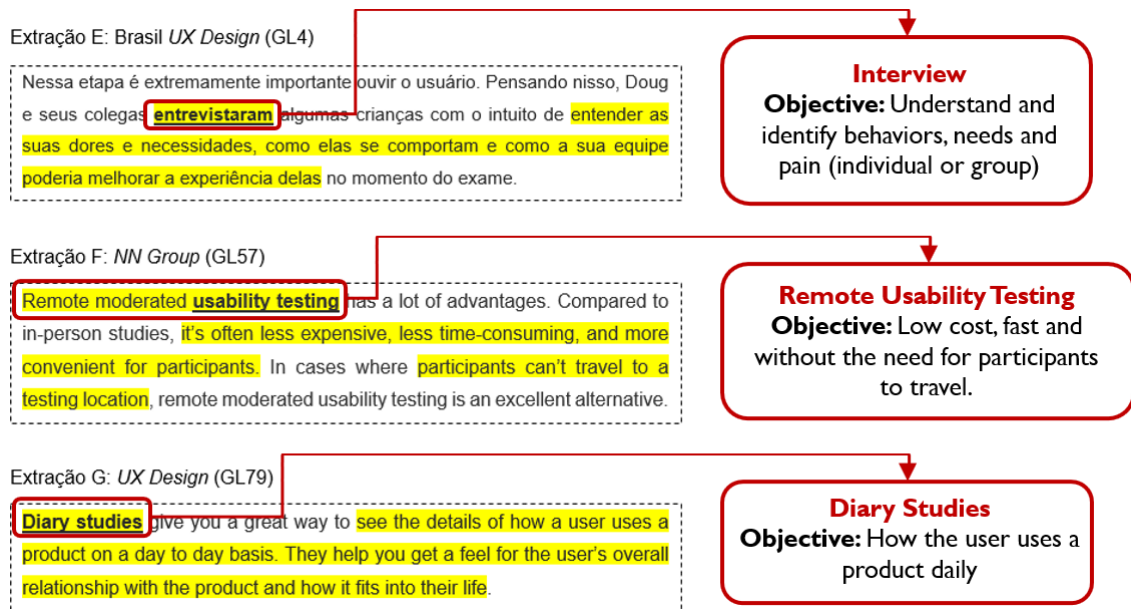 Extração E: Brasil UX Design (GL4)
Nessa etapa é extremamente importante ouvir o usuário. Pensando nisso, Doug
e seus colegas entrevistaram algumas crianças com o intuito de entender as
suas dores e necessidades, como elas se comportam e como a sua equipe
poderia melhorar a experiência delas no momento do exame.
Interview
Objective: Understand and
identify behaviors, needs and
pain (individual or group)
Extração F: NN Group (GL57)
Remote moderated usability testing has a lot of advantages. Compared to
in-person studies, it’s often less expensive, less time-consuming, and more
convenient for participants. In cases where participants can’t travel to a
testing location, remote moderated usability testing is an excellent alternative.
Remote Usability Testing
Objective: Low cost, fast and
without the need for participants
to travel.
Extração G: UX Design (GL79)
Diary studies give you a great way to see the details of how a user uses a
product on a day to day basis. They help you get a feel for the user’s overall
relationship with the product and how it fits into their life.
Diary Studies
Objective: How the user uses a
product daily